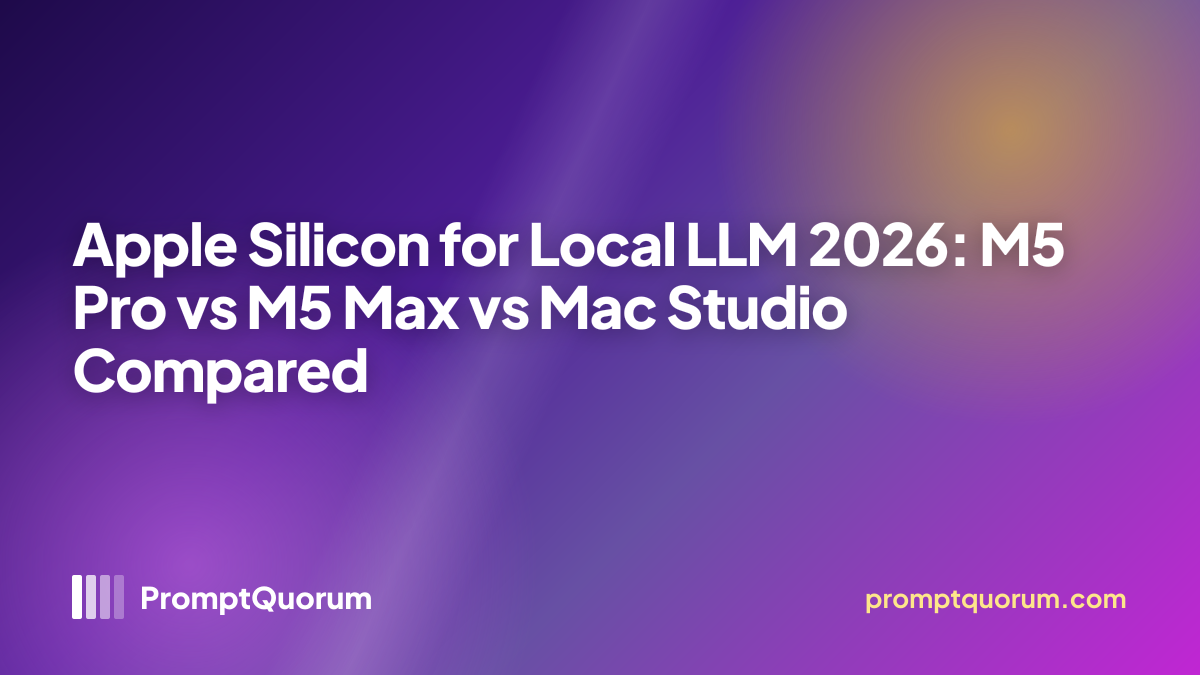 Apple Silicon for Local LLM 2026: M5
Pro vs M5 Max vs Mac Studio
Compared
PromptQuorum
promptquorum.com